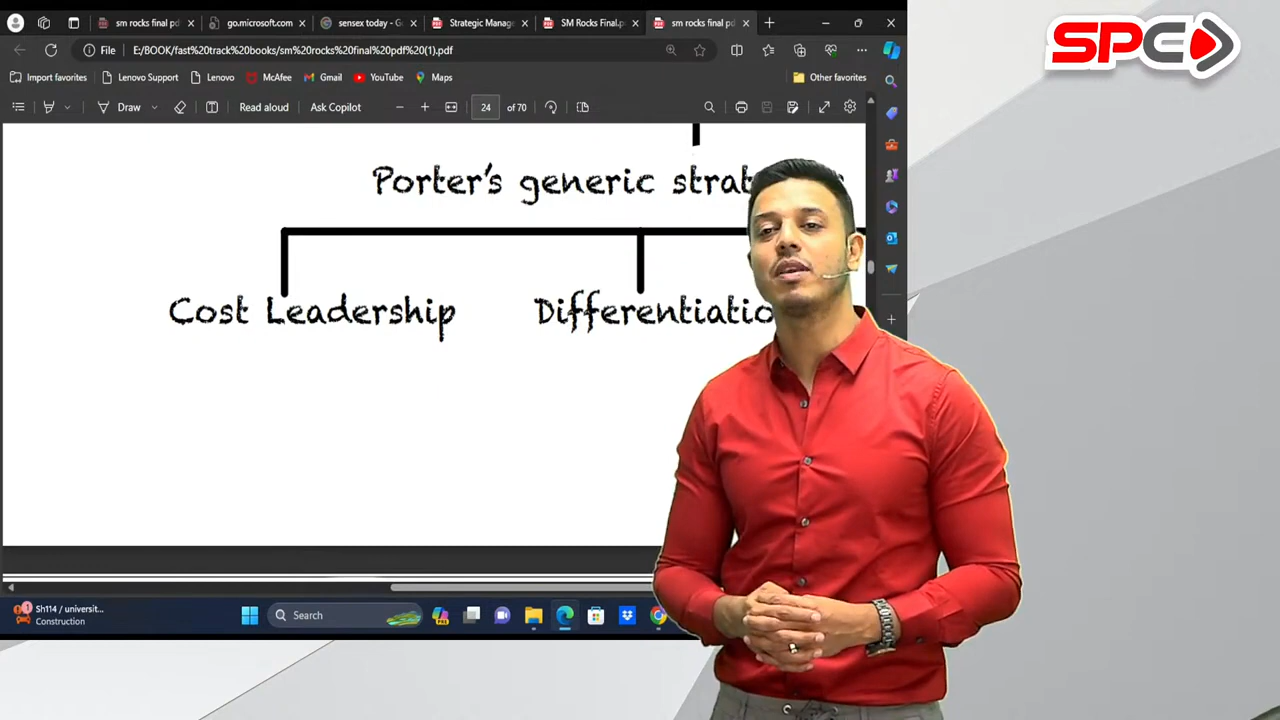 sm rocks final pd
go.microsoft.com
sensex today - G
Strategic Manage
SM Rocks Final.p
sm rocks final pd
SPC
File
E:/BOOK/fast%20track%20books/sm%20rocks%20final%20pdf%20(1).pdf
Import favorites
Lenovo Support
Lenovo
McAfee
Gmail
YouTube
Maps
Other favorites
Draw
Read aloud
Ask Copilot
24
of 70
Porter's generic strat
Cost Leadership
Differentiatio
Sh114 / universit...
Construction
Search